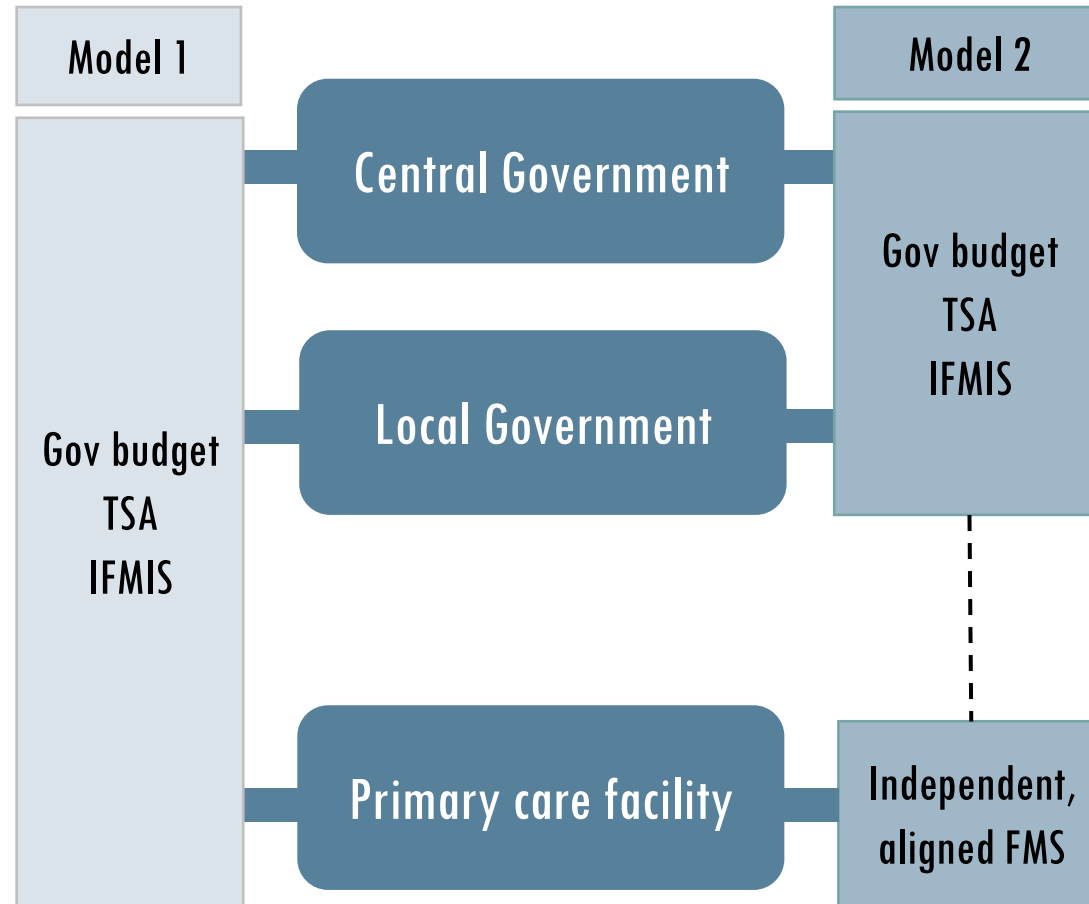 Model 1
Model 2
Central Government
Gov budget
TSA
IFMIS
Local Government
Gov budget
TSA
IFMIS
Primary care facility
Independent,
aligned FMS